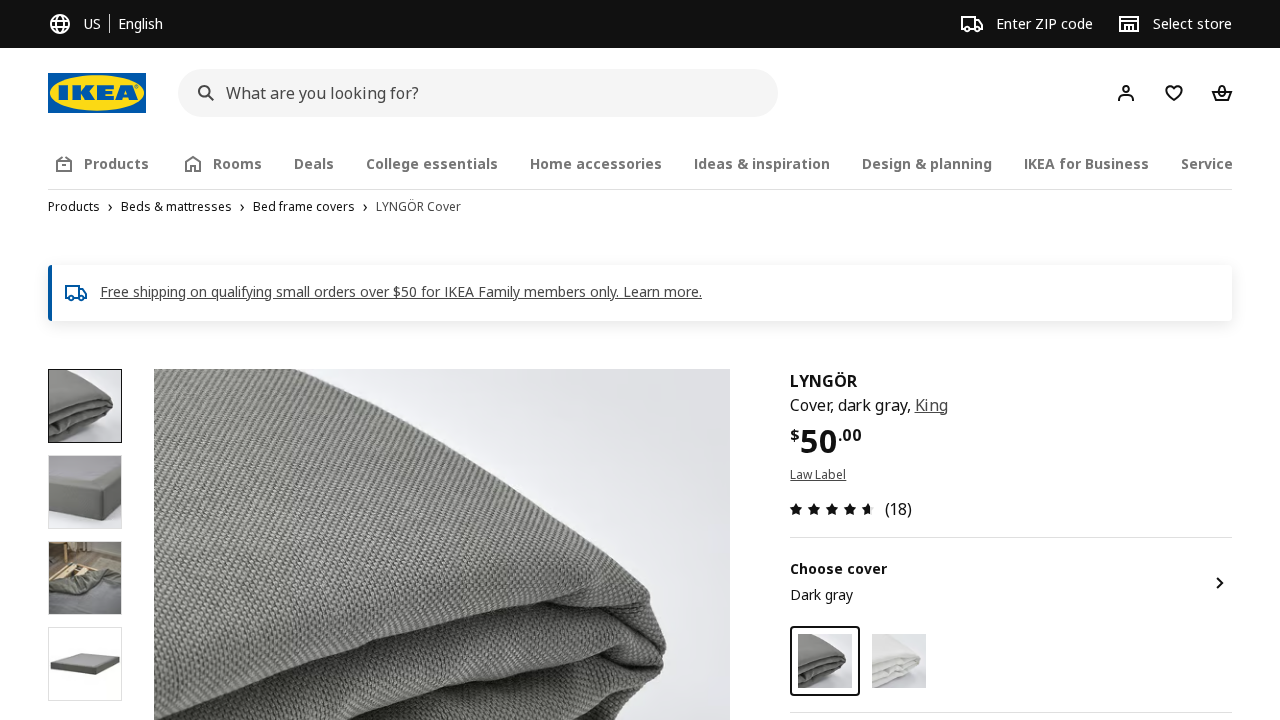 US English
Enter ZIP code
Select store
IKEA
What are you looking for?
Products
Rooms
Deals
College essentials
Home accessories
Ideas & inspiration
Design & planning
IKEA for Business
Service
Products › Beds & mattresses › Bed frame covers › LYNGÖR Cover
Free shipping on qualifying small orders over $50 for IKEA Family members only. Learn more.
LYNGÖR
Cover, dark gray, King
$50.00
Law Label
(18)
Choose cover
Dark gray